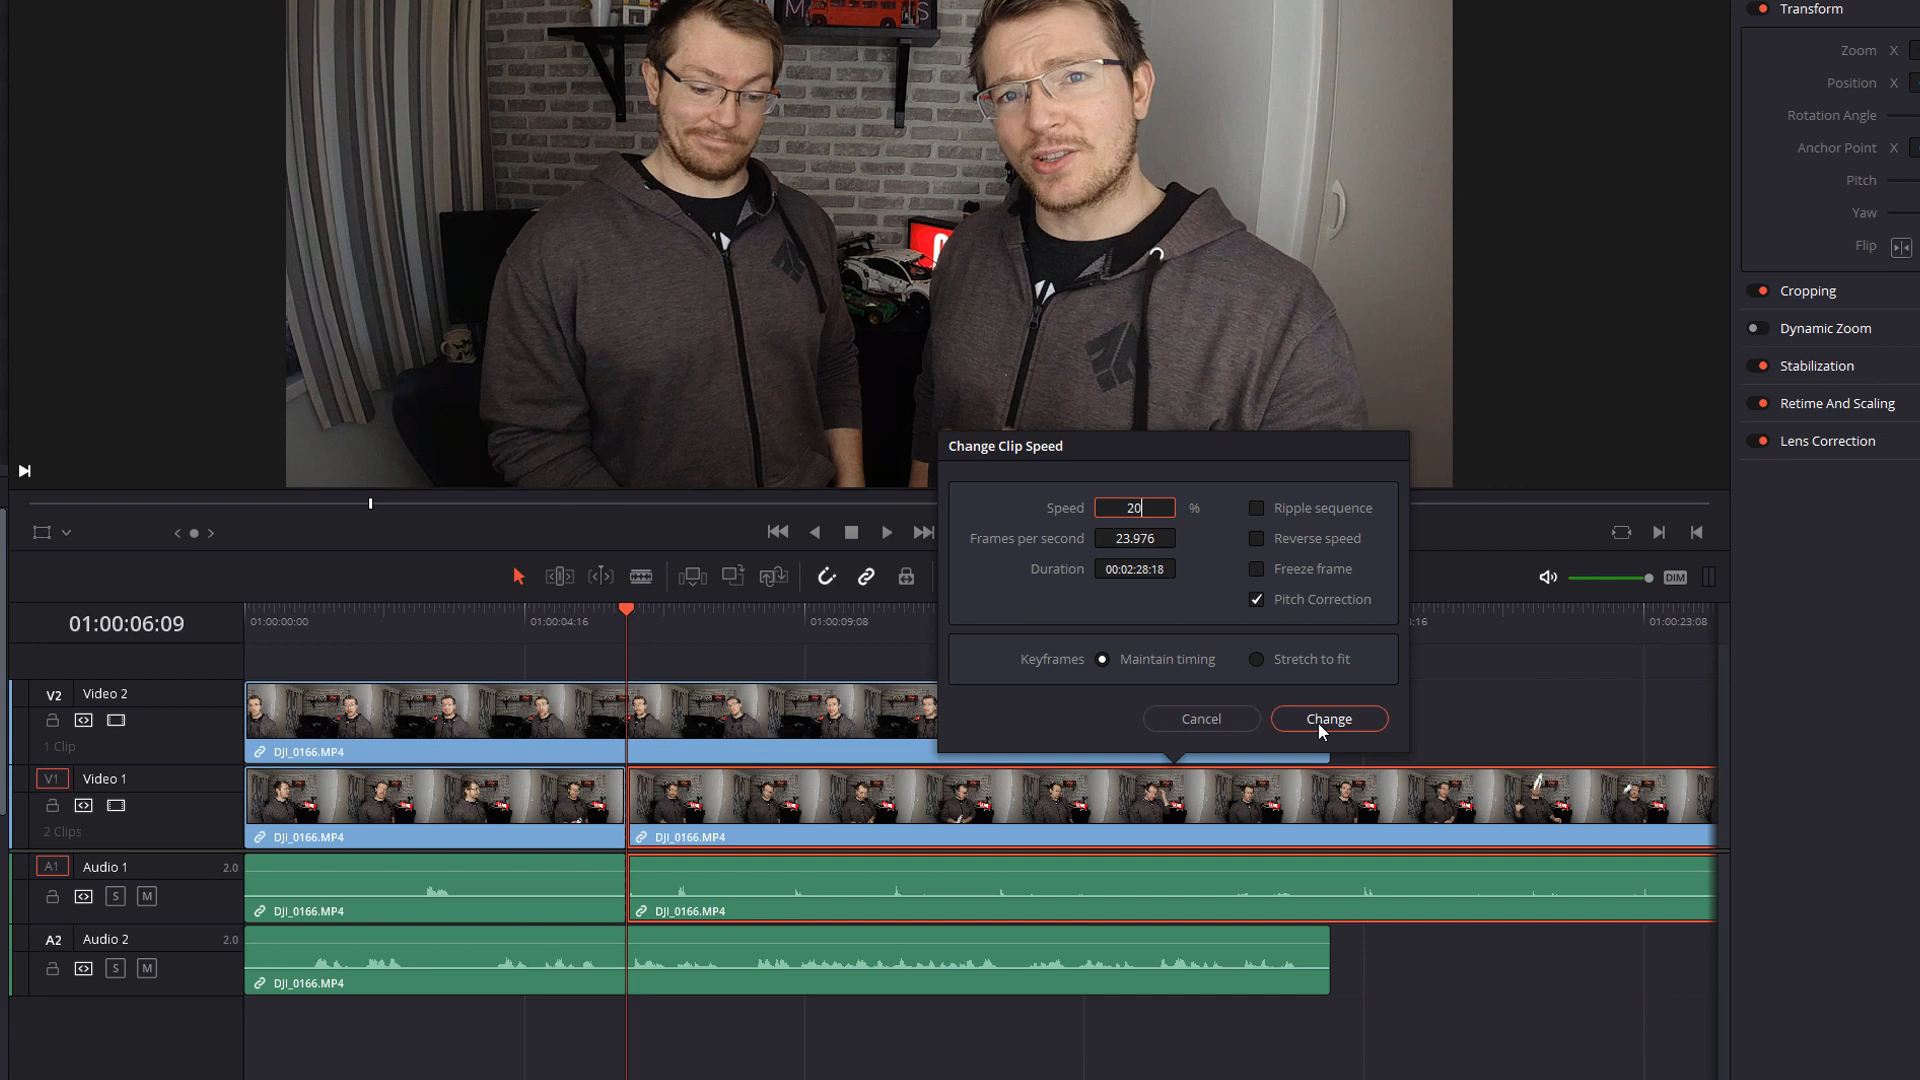 Transform
Zoom X
Position X
Rotation Angle
Anchor Point X
Pitch
Yaw
Flip
Cropping
Dynamic Zoom
Stabilization
Retime And Scaling
Lens Correction
Change Clip Speed
Speed 20 % Ripple sequence
Frames per second 23.976 Reverse speed
Duration 00:02:28:18 Freeze frame
Pitch Correction
Keyframes Maintain timing Stretch to fit
Cancel Change
DIM
01:00:06:09
01:00:00:00 01:00:04:16 01:00:09:08 :16 01:00:23:08
V2 Video 2
1 Clip
DJI_0166.MP4
V1 Video 1
2 Clips
DJI_0166.MP4 DJI_0166.MP4
A1 Audio 1 2.0
S M
DJI_0166.MP4 DJI_0166.MP4
A2 Audio 2 2.0
S M
DJI_0166.MP4